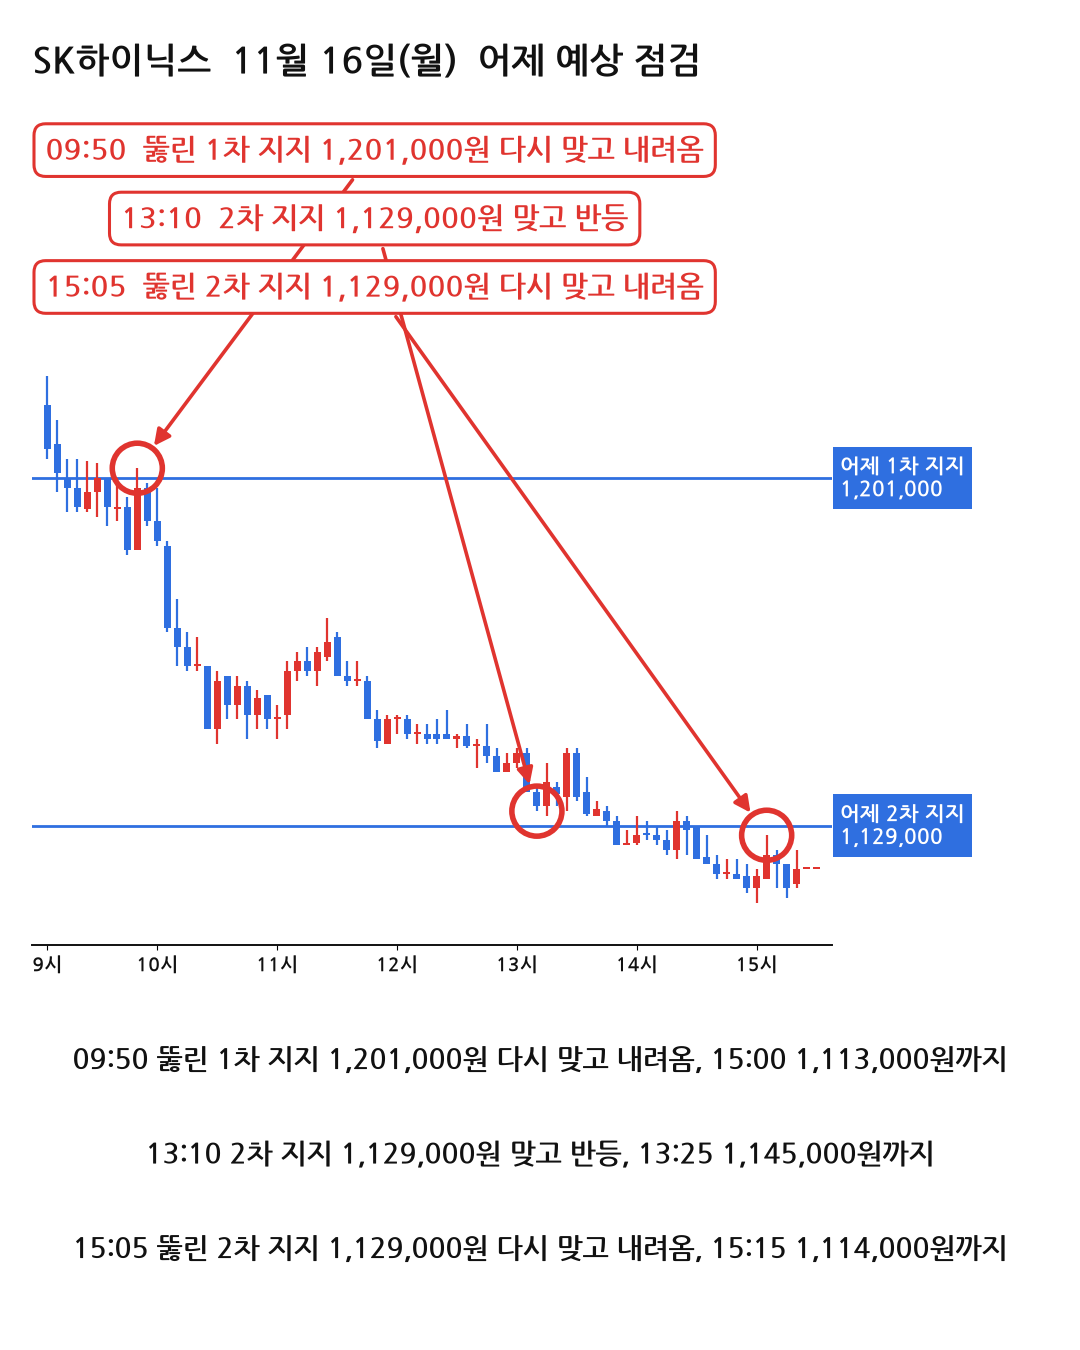 SK하이닉스 11월 16일(월) 어제 예상 점검
09:50 뚫린 1차 지지 1,201,000원 다시 맞고 내려옴
13:10 2차 지지 1,129,000원 맞고 반등
15:05 뚫린 2차 지지 1,129,000원 다시 맞고 내려옴
어제 1차 지지
1,201,000
어제 2차 지지
1,129,000
9시 10시 11시 12시 13시 14시 15시
09:50 뚫린 1차 지지 1,201,000원 다시 맞고 내려옴, 15:00 1,113,000원까지
13:10 2차 지지 1,129,000원 맞고 반등, 13:25 1,145,000원까지
15:05 뚫린 2차 지지 1,129,000원 다시 맞고 내려옴, 15:15 1,114,000원까지